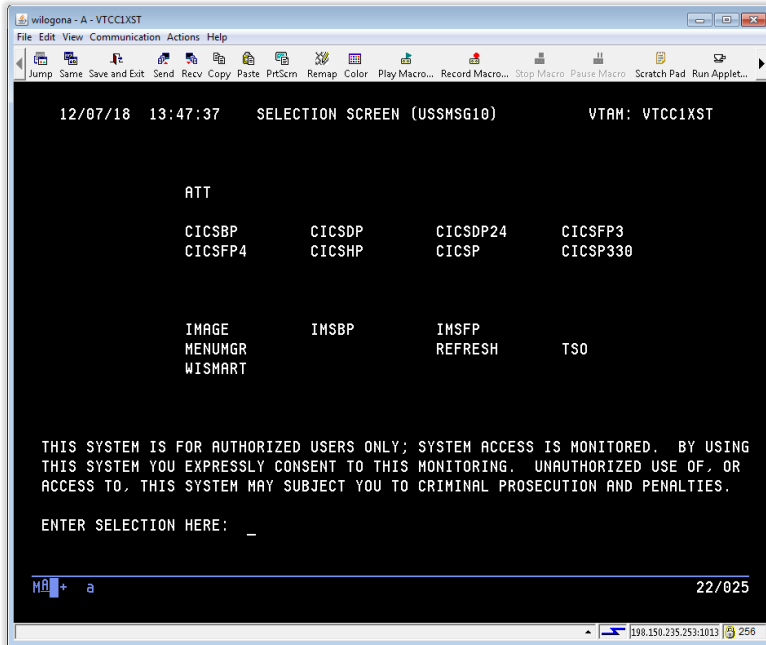 wilogona - A - VTCC1XST
File Edit View Communication Actions Help
Jump Same Save and Exit Send Recv Copy Paste PrtScrn Remap Color Play Macro... Record Macro... Stop Macro Pause Macro Scratch Pad Run Applet...
12/07/18 13:47:37 SELECTION SCREEN (USSMSG10) VTAM: VTCC1XST
ATT
CICSBP CICSDP CICSDP24 CICSFP3
CICSFP4 CICSHP CICSP CICSP330
IMAGE IMSBP IMSFP
MENUMGR REFRESH TSO
WISMART
THIS SYSTEM IS FOR AUTHORIZED USERS ONLY; SYSTEM ACCESS IS MONITORED. BY USING
THIS SYSTEM YOU EXPRESSLY CONSENT TO THIS MONITORING. UNAUTHORIZED USE OF, OR
ACCESS TO, THIS SYSTEM MAY SUBJECT YOU TO CRIMINAL PROSECUTION AND PENALTIES.
ENTER SELECTION HERE: _
MA + a 22/025
198.150.235.253:1013 256